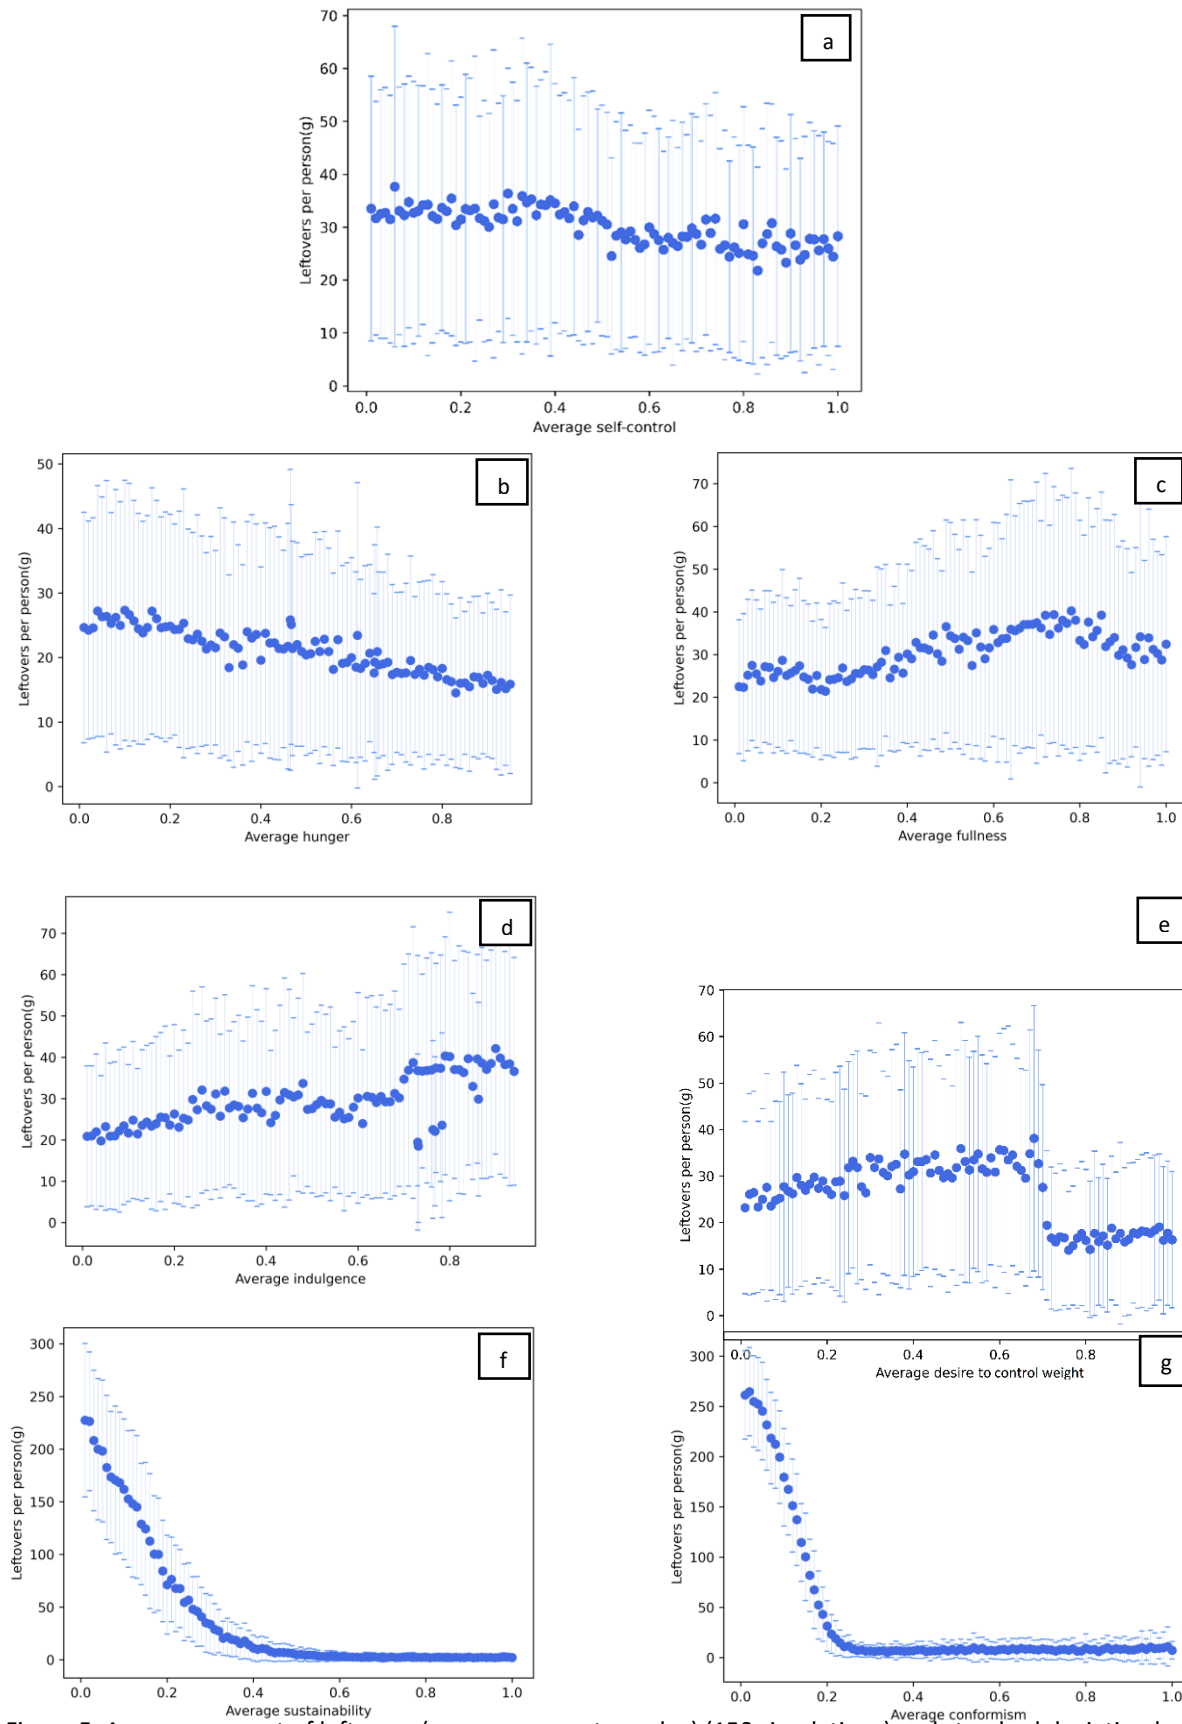 a
70
60
50
40
30
20
10
0
Leftovers per person(g)
0.0 0.2 0.4 0.6 0.8 1.0
Average self-control
b
50
40
30
20
10
0
Leftovers per person(g)
0.0 0.2 0.4 0.6 0.8
Average hunger
c
70
60
50
40
30
20
10
0
Leftovers per person(g)
0.0 0.2 0.4 0.6 0.8 1.0
Average fullness
d
70
60
50
40
30
20
10
0
Leftovers per person(g)
0.0 0.2 0.4 0.6 0.8
Average indulgence
e
70
60
50
40
30
20
10
0
Leftovers per person(g)
0.0 0.2 0.4 0.6 0.8
Average desire to control weight
f
300
250
200
150
100
50
0
Leftovers per person(g)
0.0 0.2 0.4 0.6 0.8 1.0
Average sustainability
g
300
250
200
150
100
50
0
Leftovers per person(g)
0.0 0.2 0.4 0.6 0.8 1.0
Average conformism